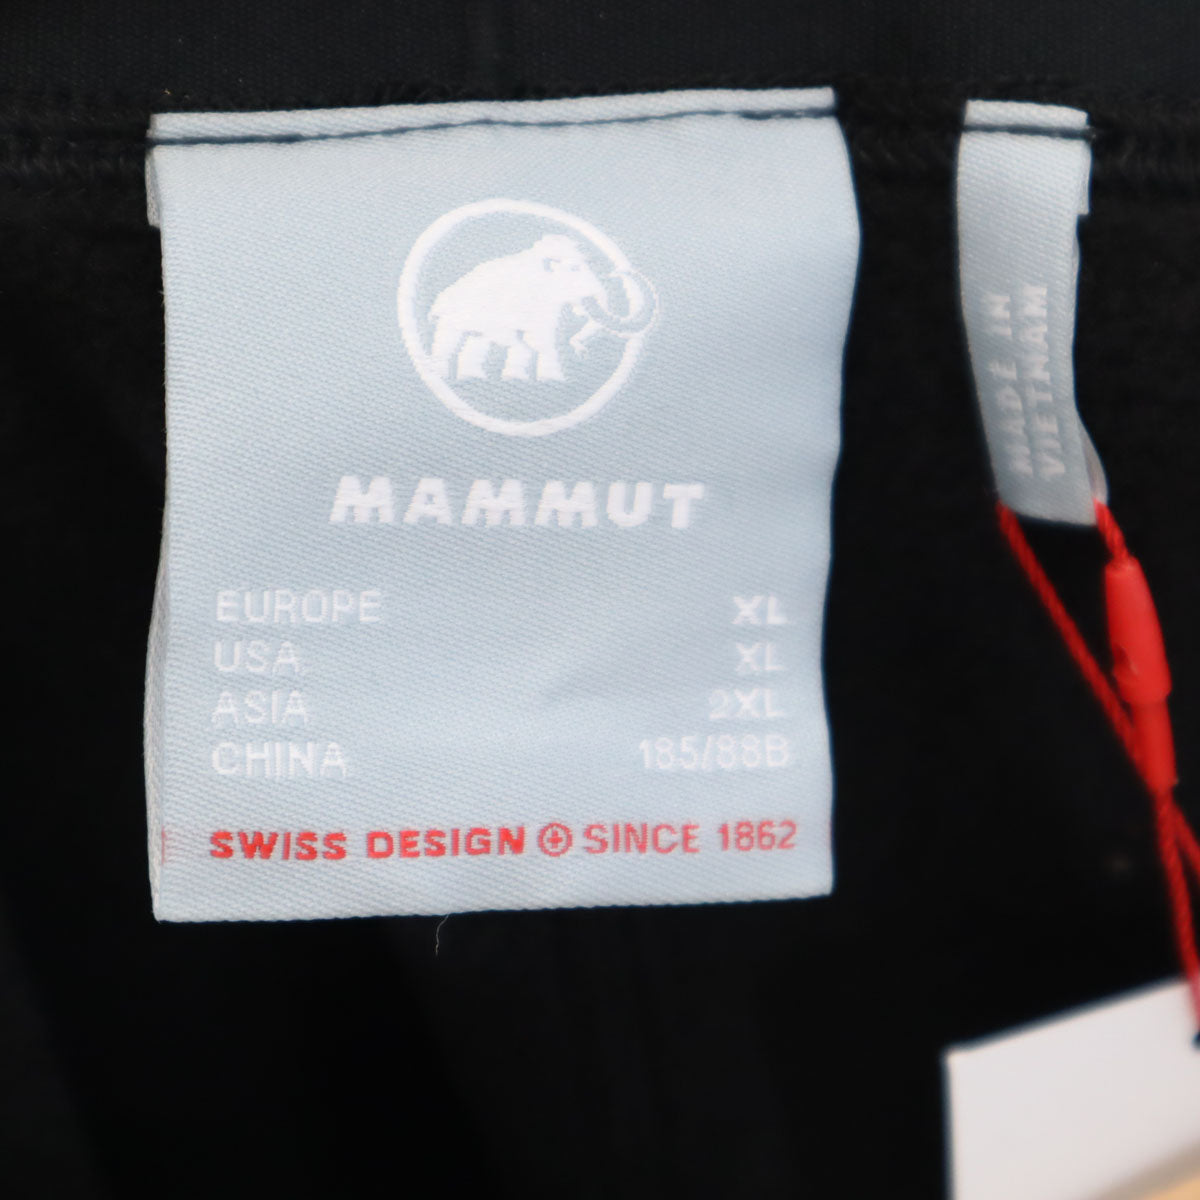 MAMMUT
EUROPE XL
USA XL
ASIA 2XL
CHINA 185/88B
SWISS DESIGN SINCE 1862
MADE IN
VIETNAM